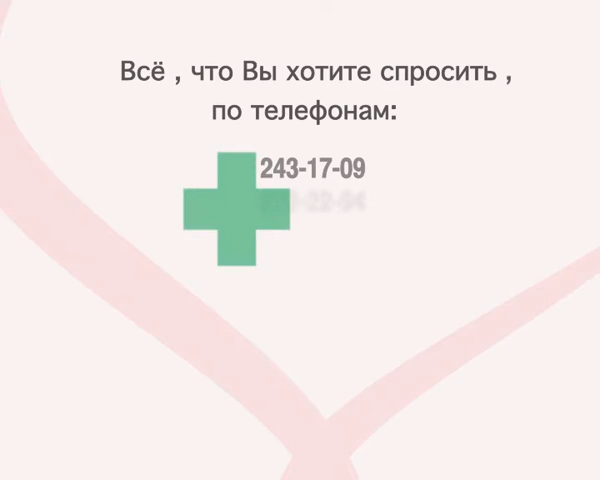 Всё , что Вы хотите спросить ,
по телефонам:
243-17-09